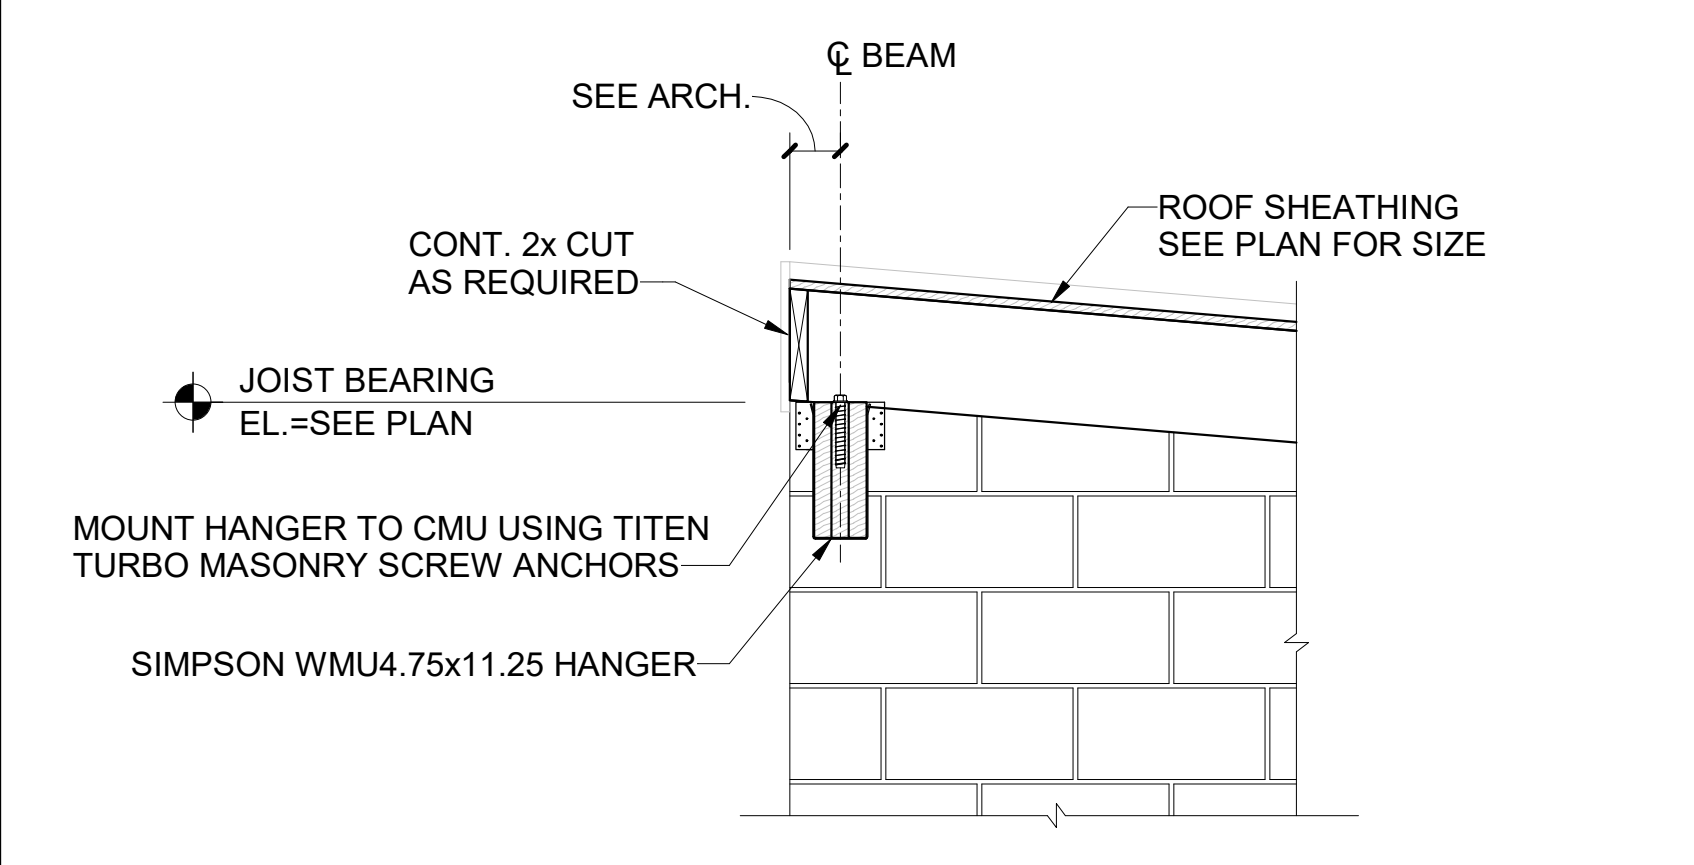 ℄ BEAM
SEE ARCH.
ROOF SHEATHING
SEE PLAN FOR SIZE
CONT. 2x CUT
AS REQUIRED
JOIST BEARING
EL.=SEE PLAN
MOUNT HANGER TO CMU USING TITEN
TURBO MASONRY SCREW ANCHORS
SIMPSON WMU4.75x11.25 HANGER